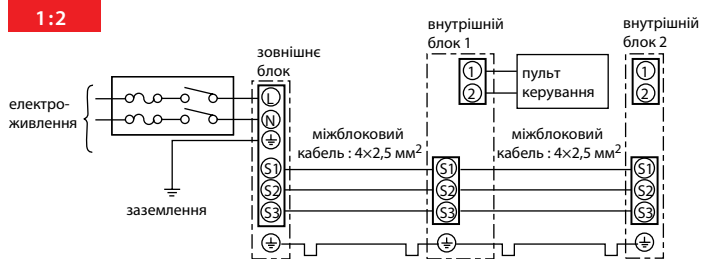 1:2
внутрішній
блок 1
внутрішній
блок 2
зовнішнє
блок
електро-
живлення
L
N
заземлення
1
2
пульт
керування
1
2
міжблоковий
кабель : 4×2,5 мм²
міжблоковий
кабель : 4×2,5 мм²
S1
S2
S3
S1
S2
S3
S1
S2
S3